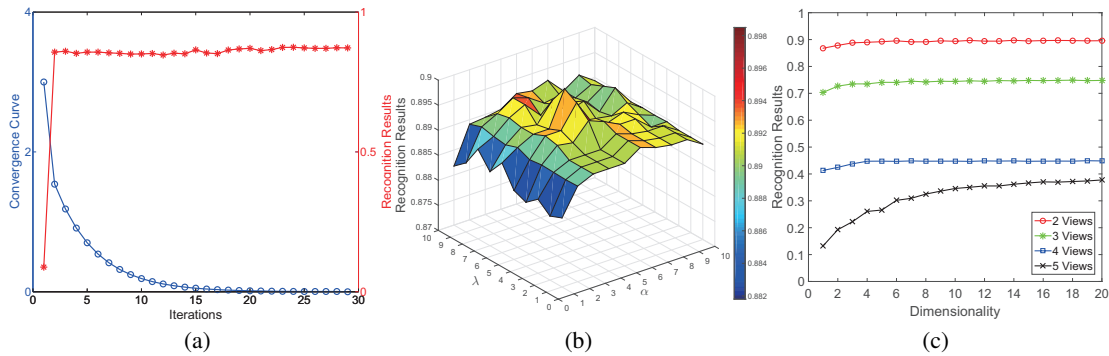 4
2
0
Convergence Curve
0 5 10 15 20 25 30
Iterations
1
0.5
0
Recognition Results
(a)
0.9
0.895
0.89
0.885
0.88
0.875
0.87
Recognition Results
10 9 8 7 6 5 4 3 2 1 0
λ
0 1 2 3 4 5 6 7 8 9 10
α
0.898
0.896
0.894
0.892
0.89
0.888
0.886
0.884
0.882
(b)
1
0.9
0.8
0.7
0.6
0.5
0.4
0.3
0.2
0.1
0
Recognition Results
0 2 4 6 8 10 12 14 16 18 20
Dimensionality
2 Views
3 Views
4 Views
5 Views
(c)